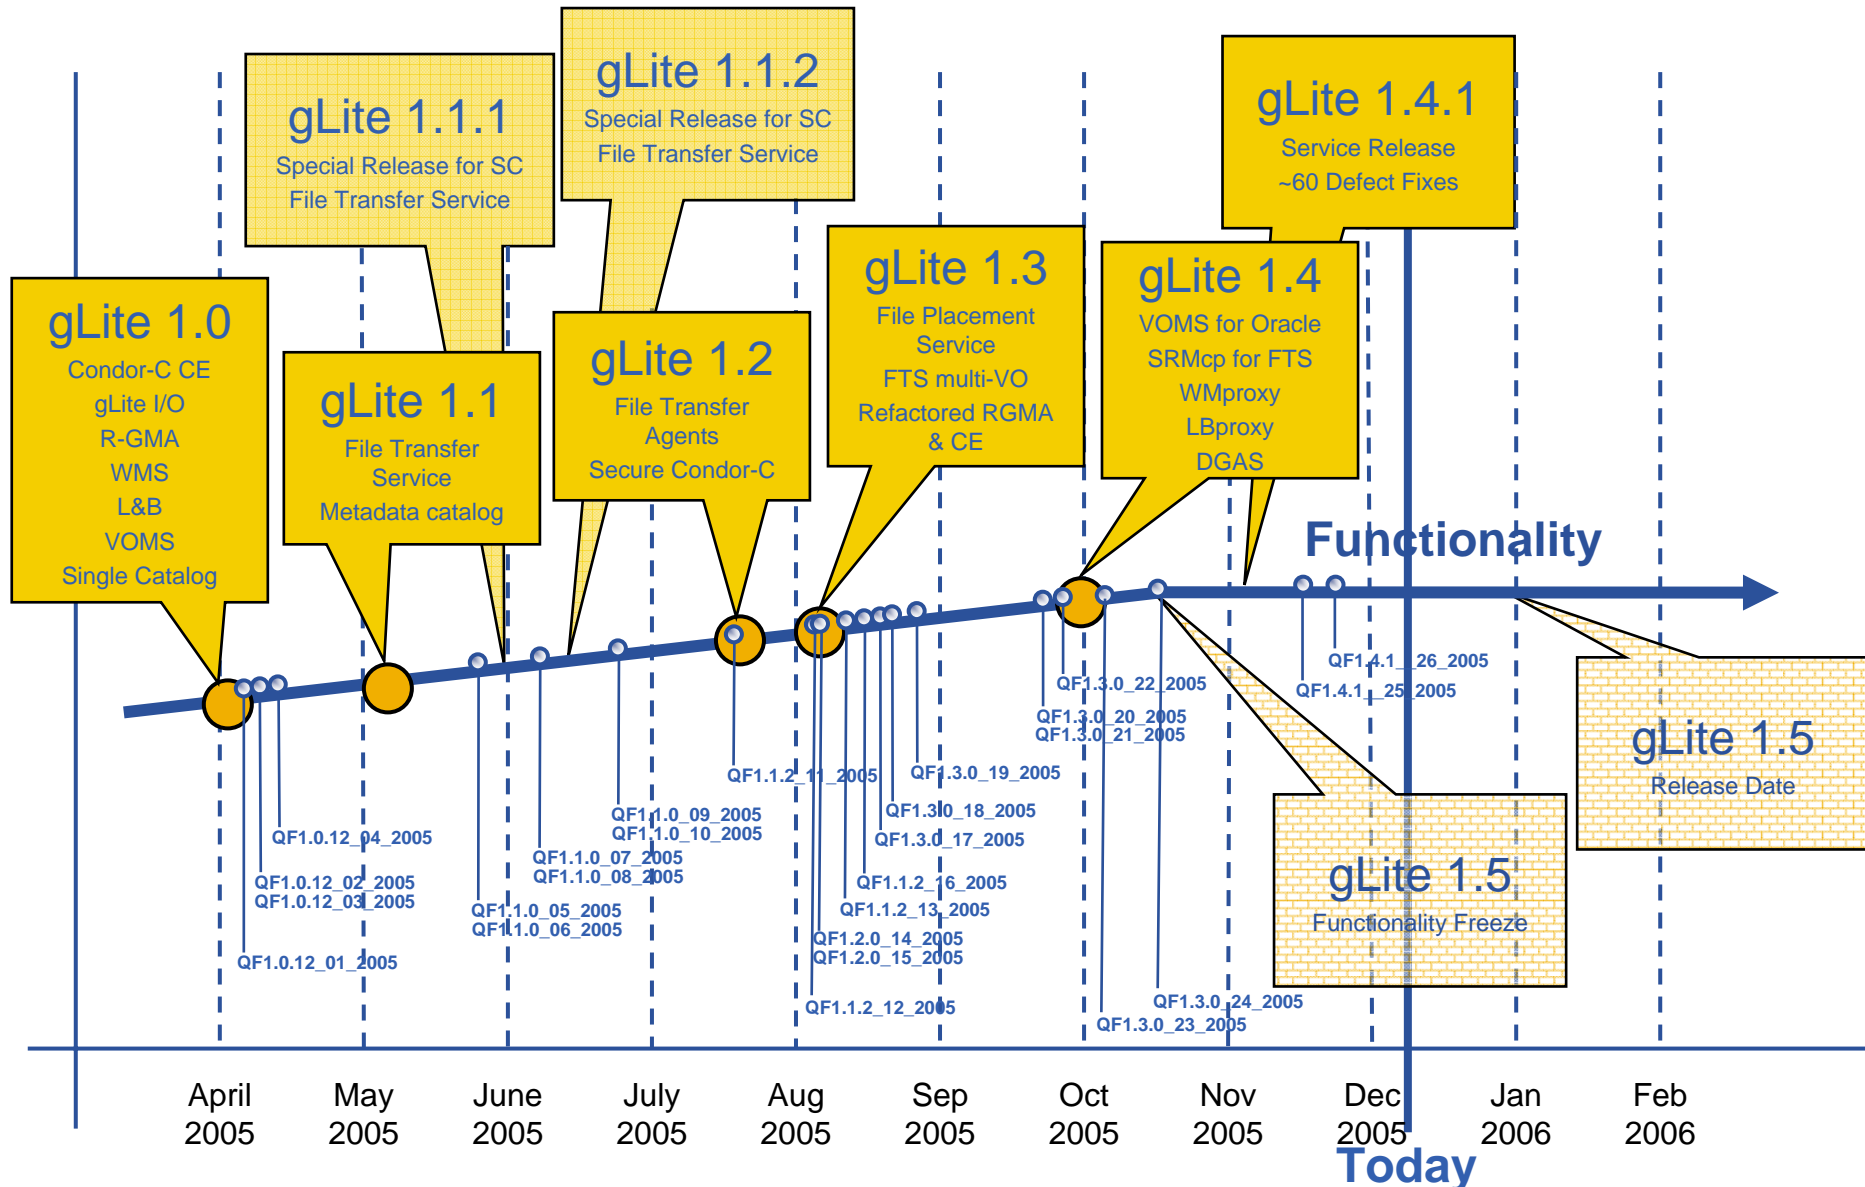 gLite 1.0
Condor-C CE
gLite I/O
R-GMA
WMS
L&B
VOMS
Single Catalog
gLite 1.1.1
Special Release for SC
File Transfer Service
gLite 1.1
File Transfer
Service
Metadata catalog
gLite 1.1.2
Special Release for SC
File Transfer Service
gLite 1.2
File Transfer
Agents
Secure Condor-C
gLite 1.3
File Placement
Service
FTS multi-VO
Refactored RGMA
& CE
gLite 1.4
VOMS for Oracle
SRMcp for FTS
WMproxy
LBproxy
DGAS
gLite 1.4.1
Service Release
~60 Defect Fixes
Functionality
QF1.0.12_04_2005
QF1.0.12_02_2005
QF1.0.12_03_2005
QF1.0.12_01_2005
QF1.1.0_05_2005
QF1.1.0_06_2005
QF1.1.0_07_2005
QF1.1.0_08_2005
QF1.1.0_09_2005
QF1.1.0_10_2005
QF1.1.2_11_2005
QF1.3.0_19_2005
QF1.3.0_18_2005
QF1.3.0_17_2005
QF1.1.2_16_2005
QF1.1.2_13_2005
QF1.2.0_14_2005
QF1.2.0_15_2005
QF1.1.2_12_2005
QF1.3.0_22_2005
QF1.3.0_20_2005
QF1.3.0_21_2005
QF1.3.0_24_2005
QF1.3.0_23_2005
QF1.4.1__26_2005
QF1.4.1__25_2005
gLite 1.5
Functionality Freeze
gLite 1.5
Release Date
April
2005
May
2005
June
2005
July
2005
Aug
2005
Sep
2005
Oct
2005
Nov
2005
Dec
2005
Jan
2006
Feb
2006
Today